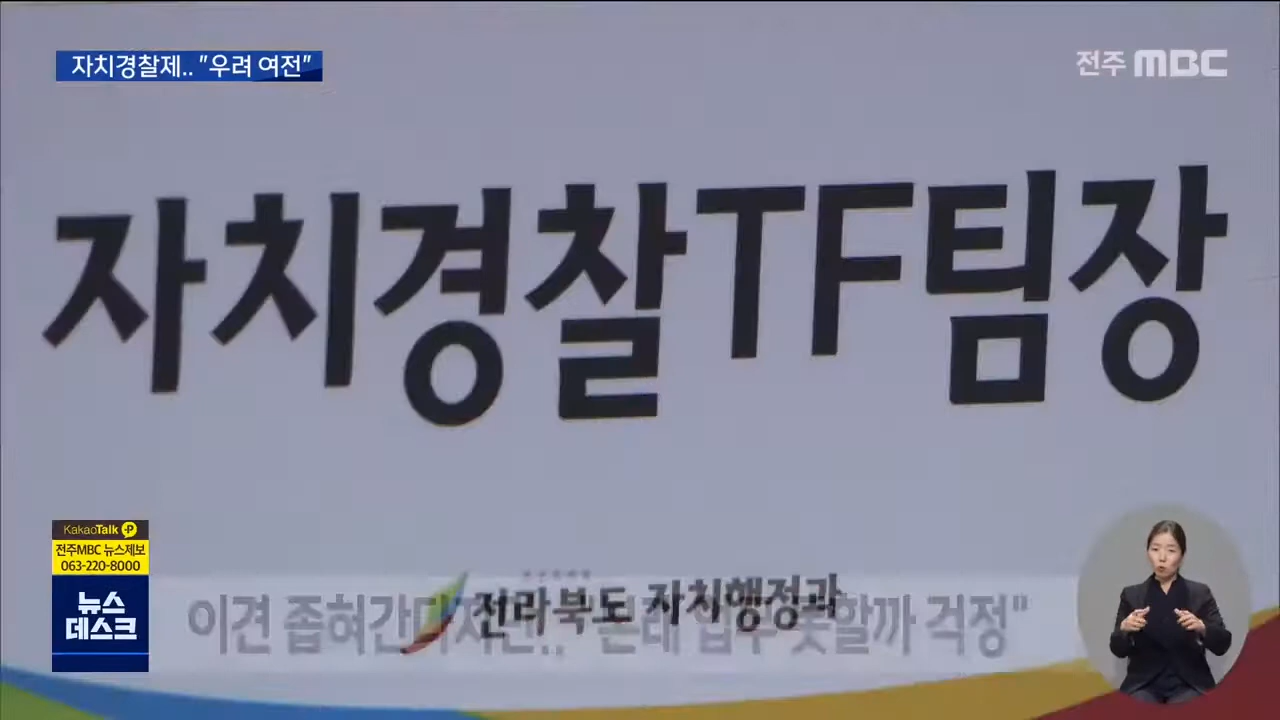 자치경찰제.. "우려 여전"
전주 MBC
자치경찰TF팀장
KakaoTalk
전주MBC 뉴스제보
063-220-8000
뉴스
데스크
전라북도 자치행정과
이견 좁혀간다지만.. "본래 업무 못할까 걱정"